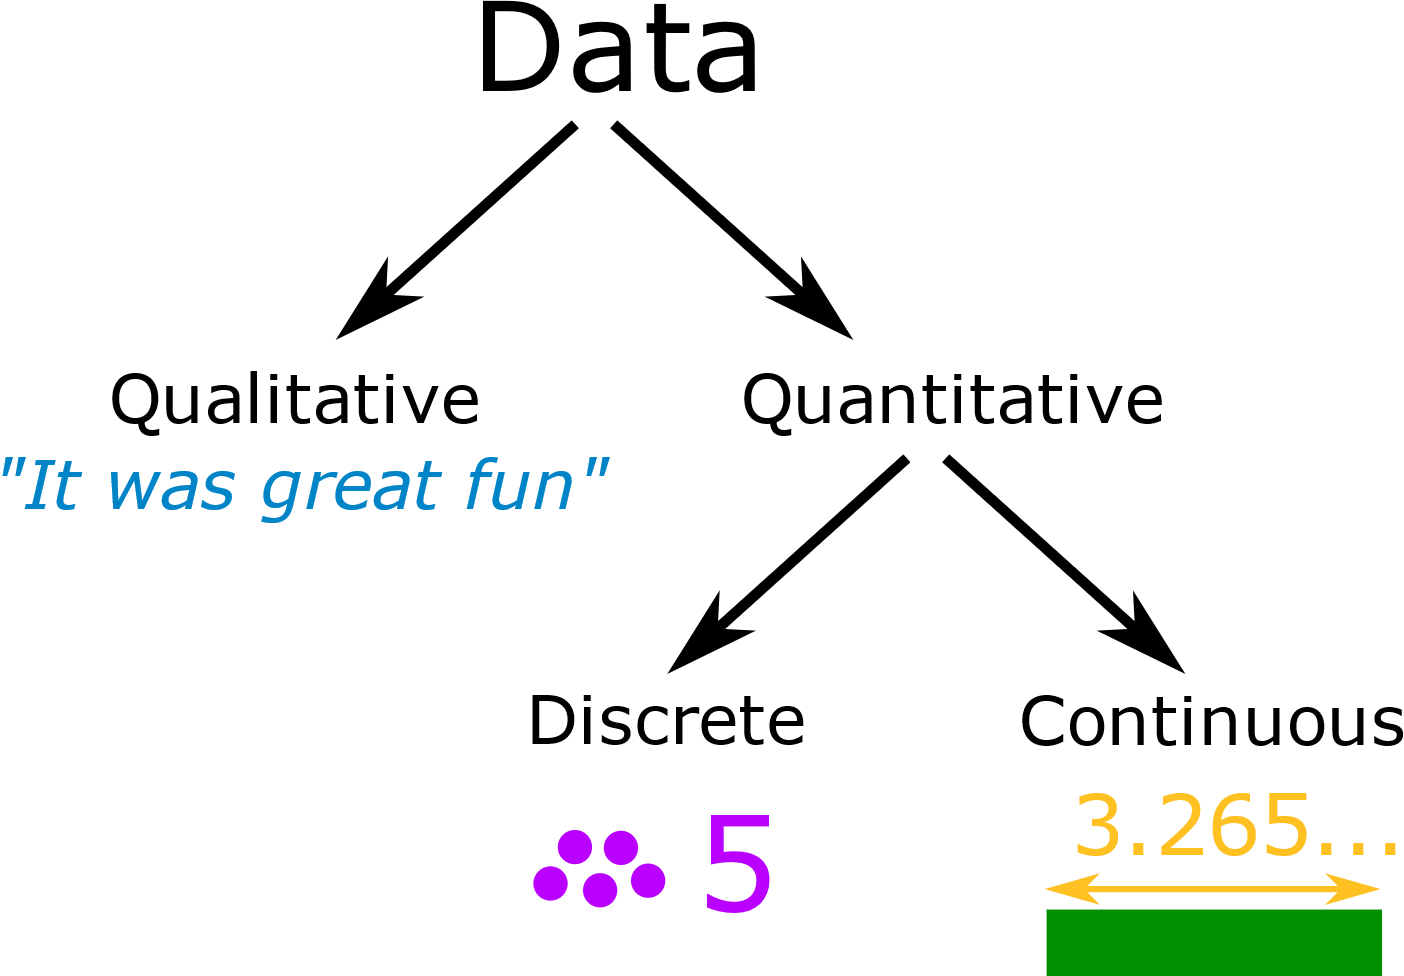 Data
Qualitative
"It was great fun"
Quantitative
Discrete
5
Continuous
3.265...